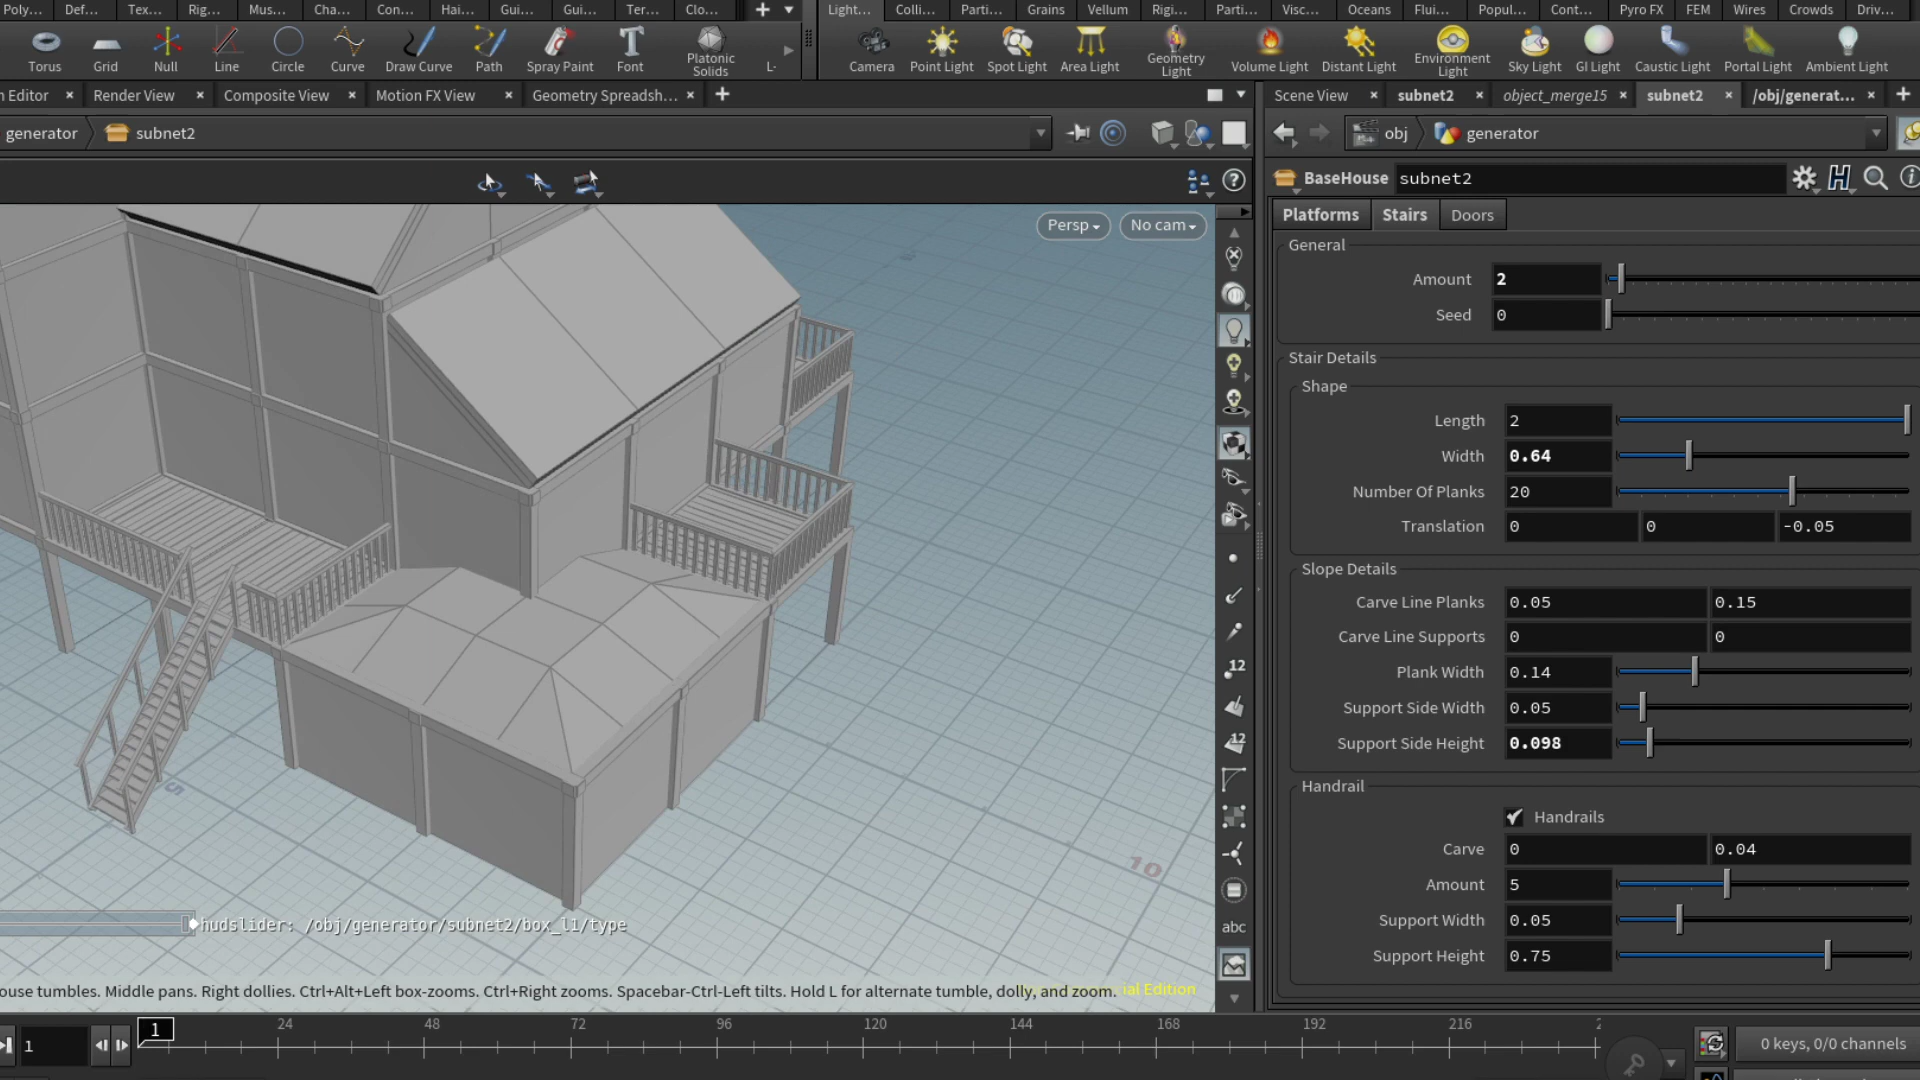 Poly... Def... Tex... Rig... Mus... Cha... Con... Hai... Gui... Gui... Ter... Clo...
Light... Colli... Parti... Grains Vellum Rigi... Parti... Visc... Oceans Flui... Popul... Cont... Pyro FX FEM Wires Crowds Driv...
Torus Grid Null Line Circle Curve Draw Curve Path Spray Paint Font Platonic Solids L-
Camera Point Light Spot Light Area Light Geometry Light Volume Light Distant Light Environment Light Sky Light GI Light Caustic Light Portal Light Ambient Light
n Editor Render View Composite View Motion FX View Geometry Spreadsh...
Scene View subnet2 object_merge15 subnet2 /obj/generat...
generator subnet2
obj generator
BaseHouse subnet2
Persp No cam
Platforms Stairs Doors
General
Amount 2
Seed 0
Stair Details
Shape
Length 2
Width 0.64
Number Of Planks 20
Translation 0 0 -0.05
Slope Details
Carve Line Planks 0.05 0.15
Carve Line Supports 0 0
Plank Width 0.14
Support Side Width 0.05
Support Side Height 0.098
Handrail
Handrails
Carve 0 0.04
Amount 5
Support Width 0.05
Support Height 0.75
12
12
abc
5
10
hudslider: /obj/generator/subnet2/box_l1/type
ouse tumbles. Middle pans. Right dollies. Ctrl+Alt+Left box-zooms. Ctrl+Right zooms. Spacebar-Ctrl-Left tilts. Hold L for alternate tumble, dolly, and zoom.
ial Edition
1 1 24 48 72 96 120 144 168 192 216 2
0 keys, 0/0 channels